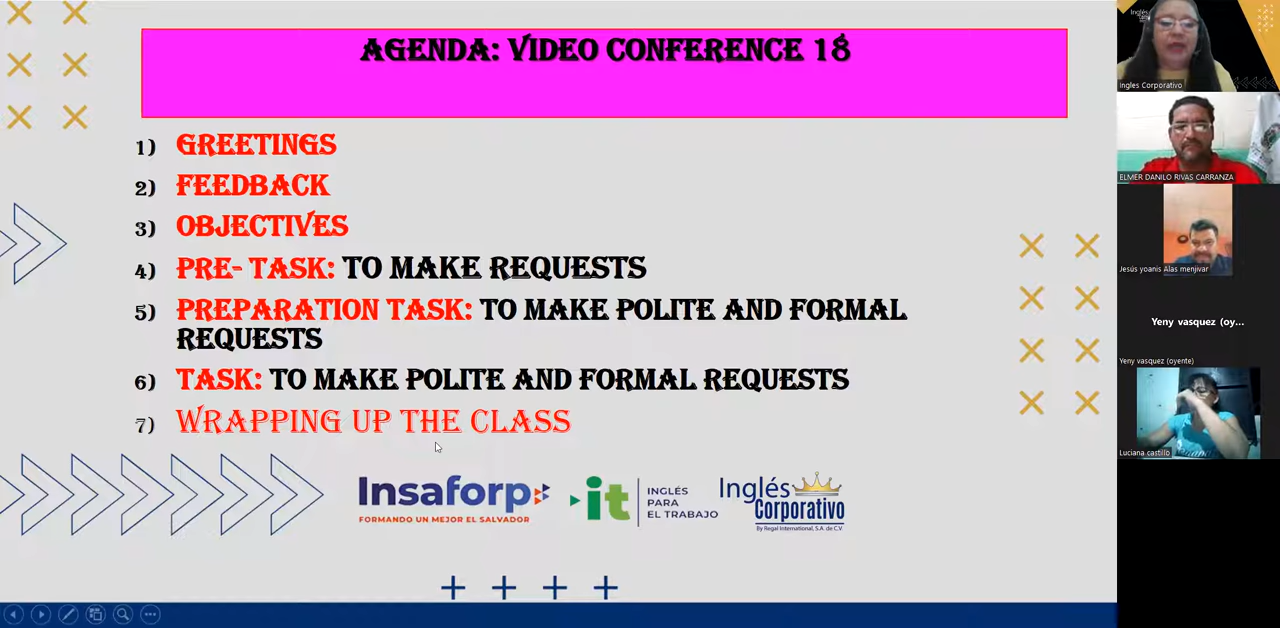 AGENDA: VIDEO CONFERENCE 18
1) GREETINGS
2) FEEDBACK
3) OBJECTIVES
4) PRE- TASK: TO MAKE REQUESTS
5) PREPARATION TASK: TO MAKE POLITE AND FORMAL
REQUESTS
6) TASK: TO MAKE POLITE AND FORMAL REQUESTS
7) WRAPPING UP THE CLASS
Insaforp
FORMANDO UN MEJOR EL SALVADOR
it
INGLÉS
PARA
EL TRABAJO
Inglés
Corporativo
By Regal International, S.A. de C.V
Ingles Corporativo
ELMER DANILO RIVAS CARRANZA
Jesús yoanis Alas menjivar
Yeny vasquez (oy...
Yeny vasquez (oyente)
Luciana castillo